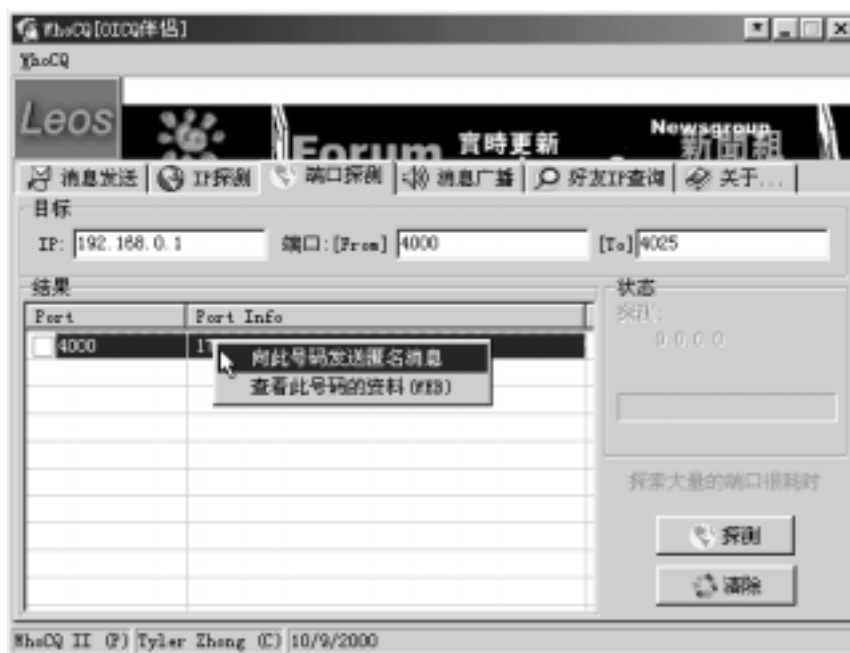 WhoCQ[OICQ伴侣]
WhoCQ
Leos
Forum 實時更新 Newsgroup 新聞組
消息发送 IP探测 端口探测 消息广播 好友IP查询 关于...
目标
IP: 192.168.0.1 端口:[From] 4000 [To] 4025
结果 状态
Port Port Info 探测:
0.0.0.0
4000
向此号码发送匿名消息
查看此号码的资料(WEB)
探索大量的端口很耗时
探测
清除
WhoCQ II (P) Tyler Zhong (C) 10/9/2000